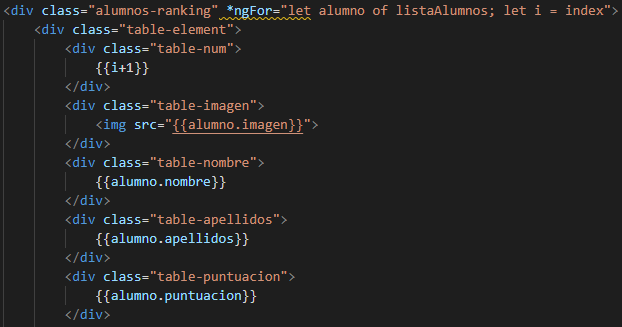 <div class="alumnos-ranking" *ngFor="let alumno of listaAlumnos; let i = index">
<div class="table-element">
<div class="table-num">
{{i+1}}
</div>
<div class="table-imagen">
<img src="{{alumno.imagen}}">
</div>
<div class="table-nombre">
{{alumno.nombre}}
</div>
<div class="table-apellidos">
{{alumno.apellidos}}
</div>
<div class="table-puntuacion">
{{alumno.puntuacion}}
</div>